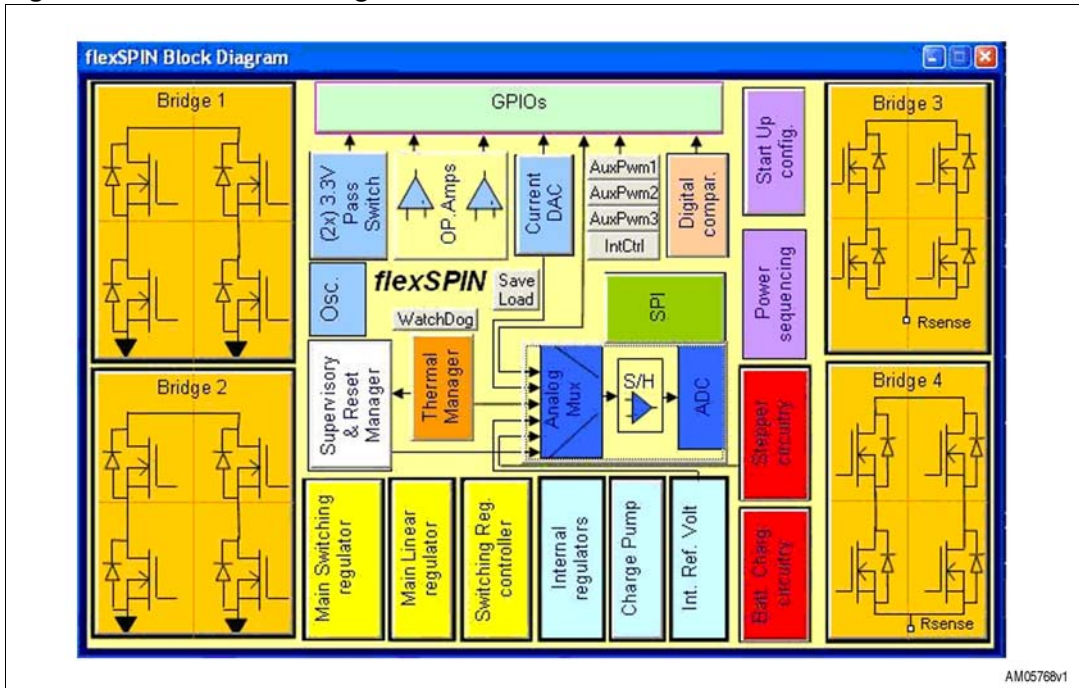 flexSPIN Block Diagram
Bridge 1
GPIOs
Start Up
config.
Bridge 3
(2x) 3.3V
Pass
Switch
OP.Amps
Current
DAC
AuxPwm1
AuxPwm2
AuxPwm3
IntCtrl
Digital
compar.
Osc.
flexSPIN
Save
Load
WatchDog
SPI
Power
sequencing
Rsense
Bridge 2
Supervisory
& Reset
Manager
Thermal
Manager
Analog
Mux
S/H
ADC
Stepper
circuitry
Bridge 4
Main Switching
regulator
Main Linear
regulator
Switching Reg.
controller
Internal
regulators
Charge Pump
Int. Ref. Volt
Batt. Charg.
circuitry
Rsense
AM05768v1